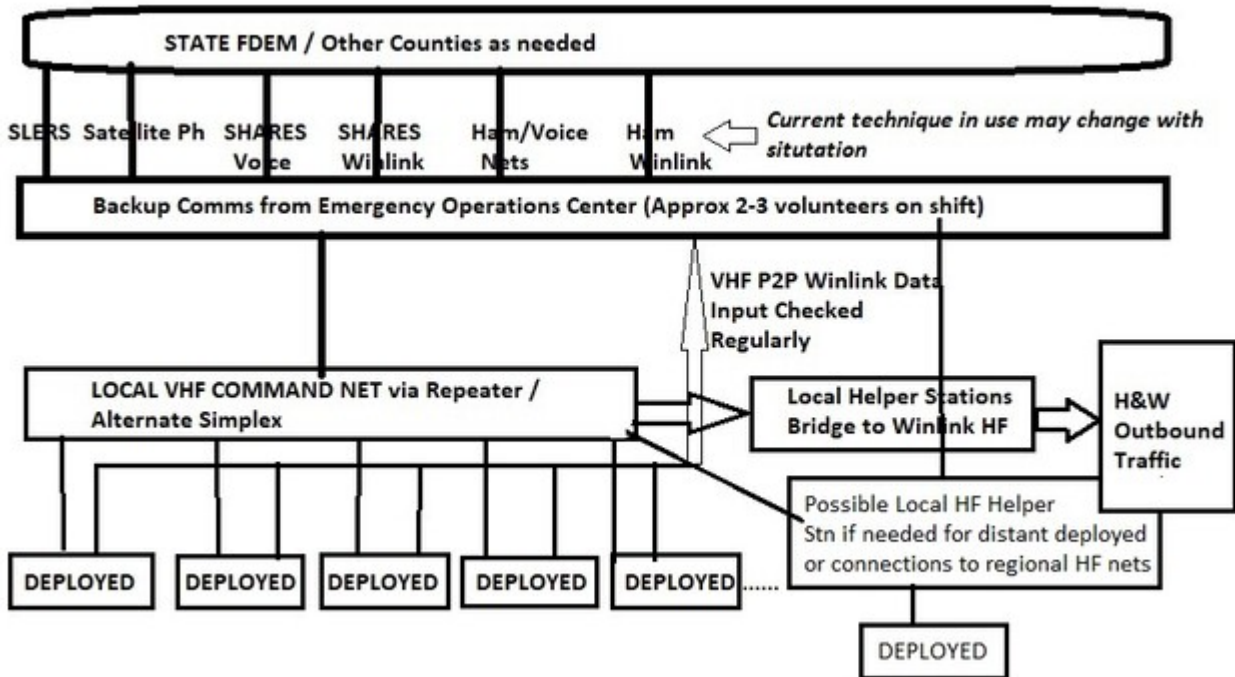 STATE FDEM / Other Counties as needed
SLERS
Satellite Ph
SHARES
Voice
SHARES
Winlink
Ham/Voice
Nets
Ham
Winlink
Current technique in use may change with
situtation
Backup Comms from Emergency Operations Center (Approx 2-3 volunteers on shift)
VHF P2P Winlink Data
Input Checked
Regularly
LOCAL VHF COMMAND NET via Repeater /
Alternate Simplex
Local Helper Stations
Bridge to Winlink HF
H&W
Outbound
Traffic
Possible Local HF Helper
Stn if needed for distant deployed
or connections to regional HF nets
DEPLOYED
DEPLOYED
DEPLOYED
DEPLOYED
DEPLOYED ......
DEPLOYED